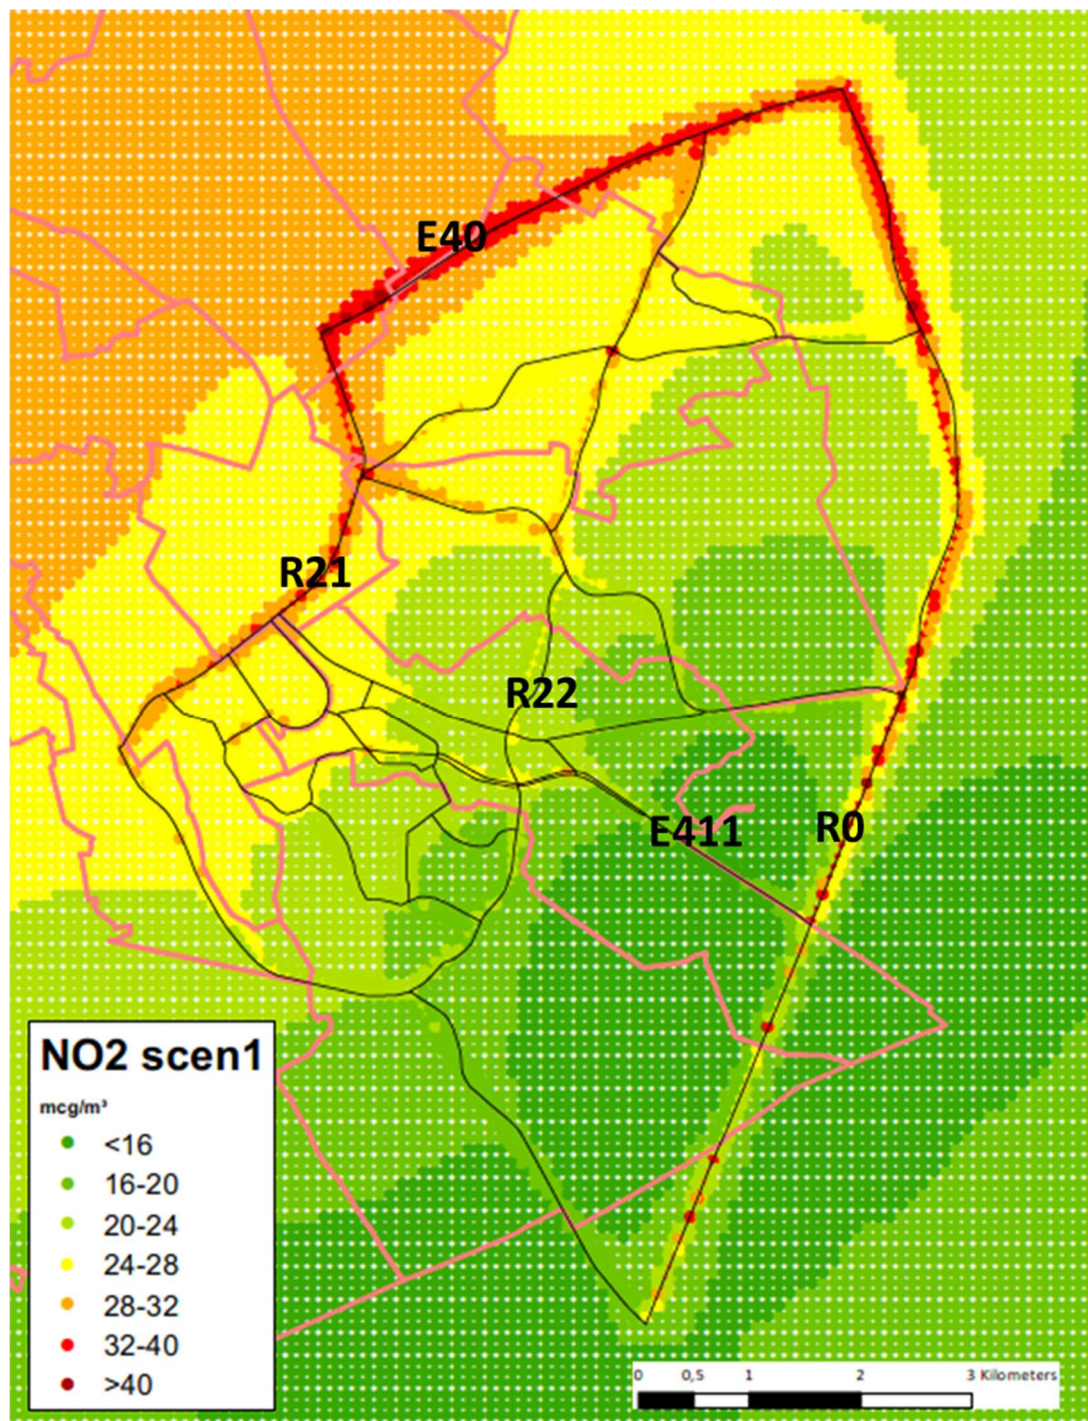 E40
R21
R22
E411
R0
NO2 scen1
mcg/m³
<16
16-20
20-24
24-28
28-32
32-40
>40
0 0,5 1 2 3 Kilometers